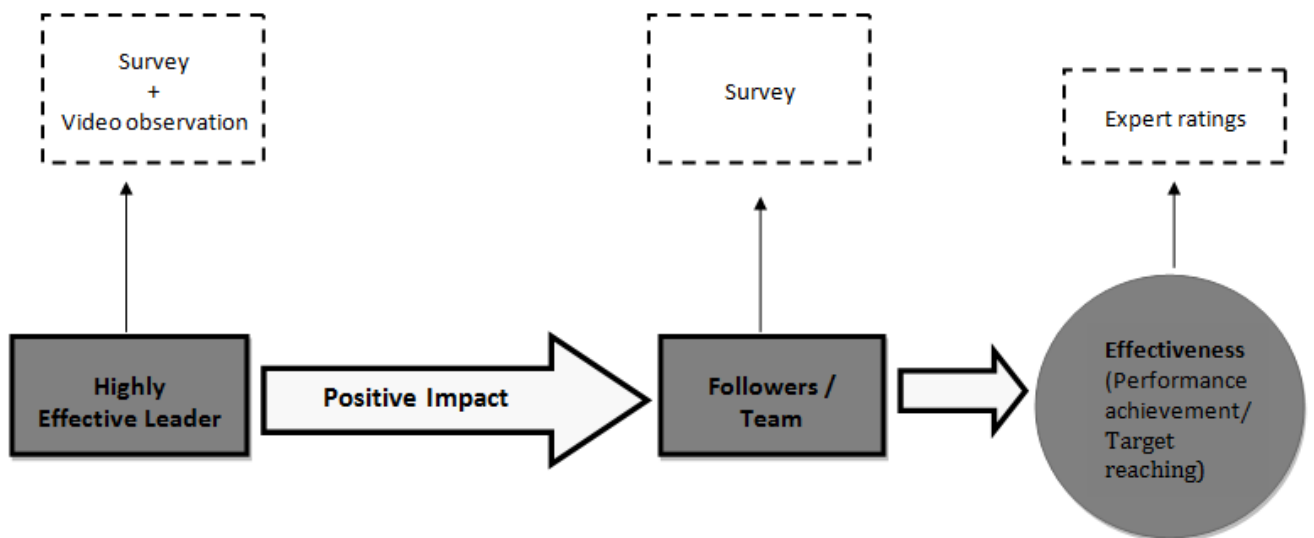 Survey
+
Video observation
Survey
Expert ratings
Highly
Effective Leader
Positive Impact
Followers /
Team
Effectiveness
(Performance
achievement/
Target
reaching)